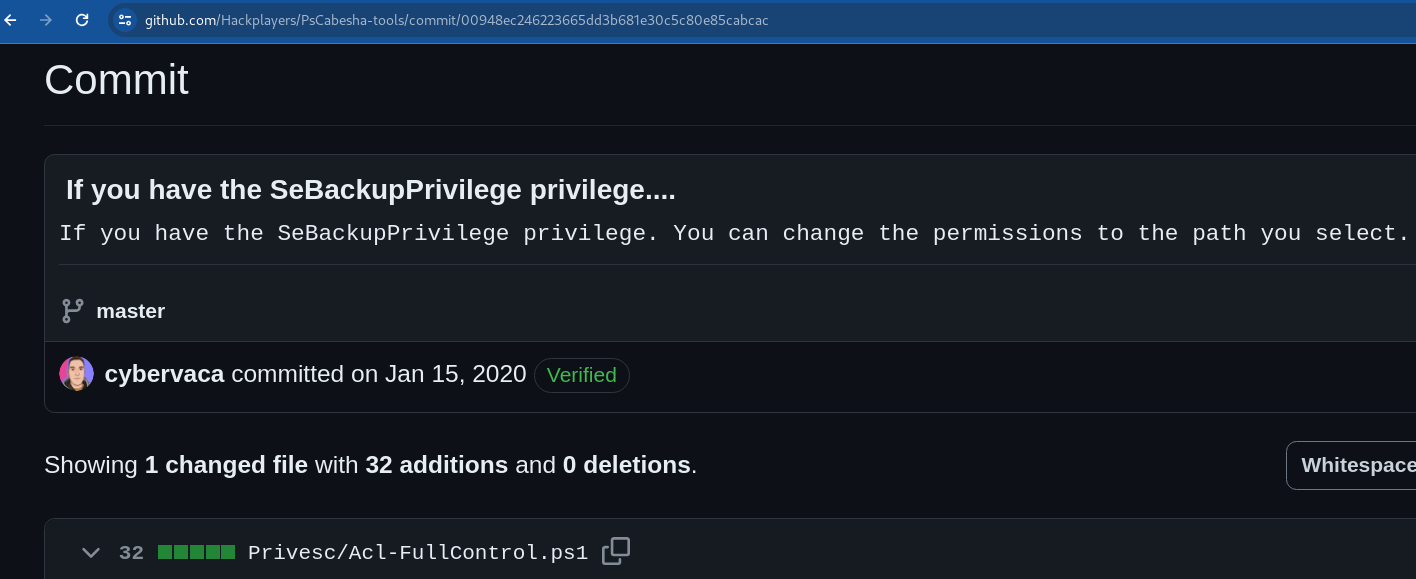 github.com/Hackplayers/PsCabesha-tools/commit/00948ec246223665dd3b681e30c5c80e85cabcac
Commit
If you have the SeBackupPrivilege privilege....
If you have the SeBackupPrivilege privilege. You can change the permissions to the path you select.
master
cybervaca committed on Jan 15, 2020 Verified
Showing 1 changed file with 32 additions and 0 deletions.
Whitespace
32 Privesc/Acl-FullControl.ps1